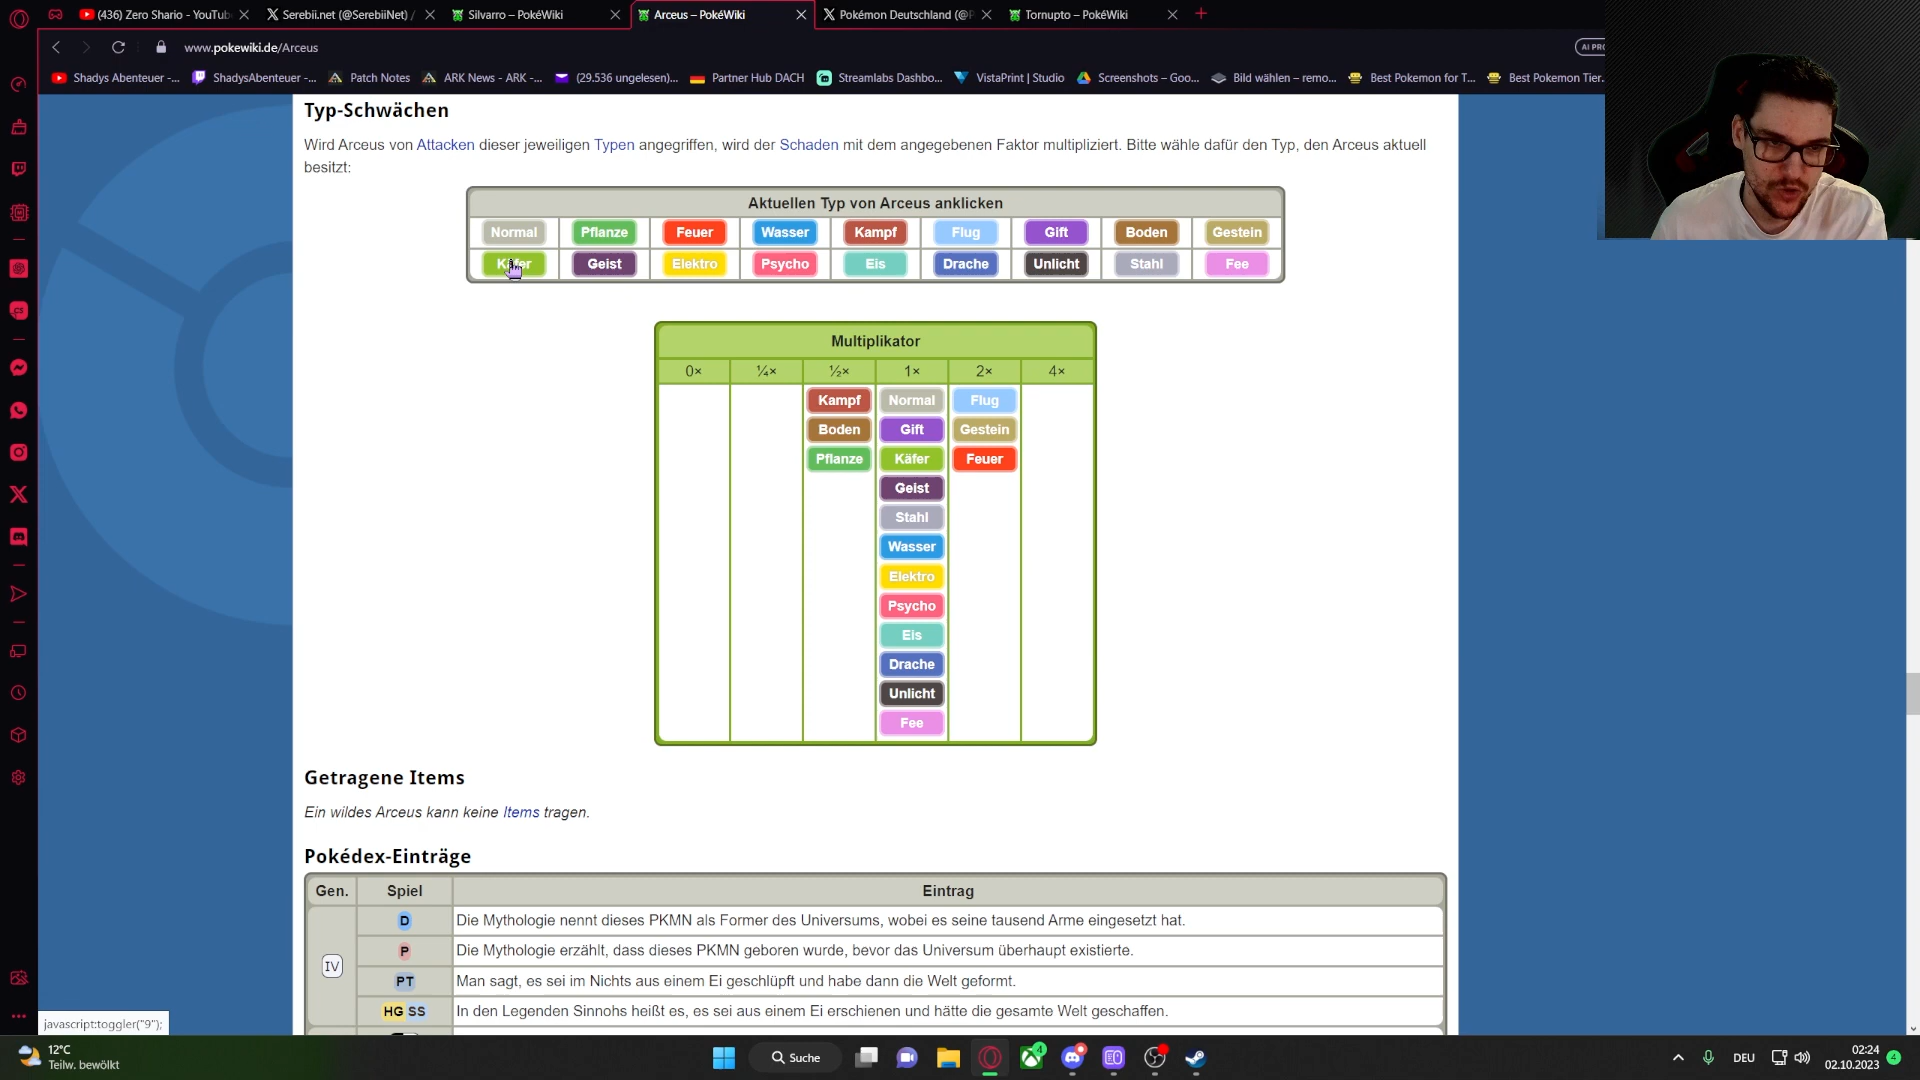 (436) Zero Shario - YouTub
Serebii.net (@SerebiiNet) /
Silvarro – PokéWiki
Arceus – PokéWiki
Pokémon Deutschland (@P
Tornupto – PokéWiki
www.pokewiki.de/Arceus
AI PRO
Shadys Abenteuer -...
ShadysAbenteuer -...
Patch Notes
ARK News - ARK -...
(29.536 ungelesen)...
Partner Hub DACH
Streamlabs Dashbo...
VistaPrint | Studio
Screenshots – Goo...
Bild wählen – remo...
Best Pokemon for T...
Best Pokemon Tier...
Typ-Schwächen
Wird Arceus von Attacken dieser jeweiligen Typen angegriffen, wird der Schaden mit dem angegebenen Faktor multipliziert. Bitte wähle dafür den Typ, den Arceus aktuell
besitzt:
Aktuellen Typ von Arceus anklicken
Normal Pflanze Feuer Wasser Kampf Flug Gift Boden Gestein
Käfer Geist Elektro Psycho Eis Drache Unlicht Stahl Fee
Multiplikator
0× ¼× ½× 1× 2× 4×
Kampf Normal Flug
Boden Gift Gestein
Pflanze Käfer Feuer
Geist
Stahl
Wasser
Elektro
Psycho
Eis
Drache
Unlicht
Fee
Getragene Items
Ein wildes Arceus kann keine Items tragen.
Pokédex-Einträge
Gen. Spiel Eintrag
IV
D Die Mythologie nennt dieses PKMN als Former des Universums, wobei es seine tausend Arme eingesetzt hat.
P Die Mythologie erzählt, dass dieses PKMN geboren wurde, bevor das Universum überhaupt existierte.
PT Man sagt, es sei im Nichts aus einem Ei geschlüpft und habe dann die Welt geformt.
HG SS In den Legenden Sinnohs heißt es, es sei aus einem Ei erschienen und hätte die gesamte Welt geschaffen.
javascript:toggler("9");
12°C
Teilw. bewölkt
Suche
4
DEU
02:24
02.10.2023
4